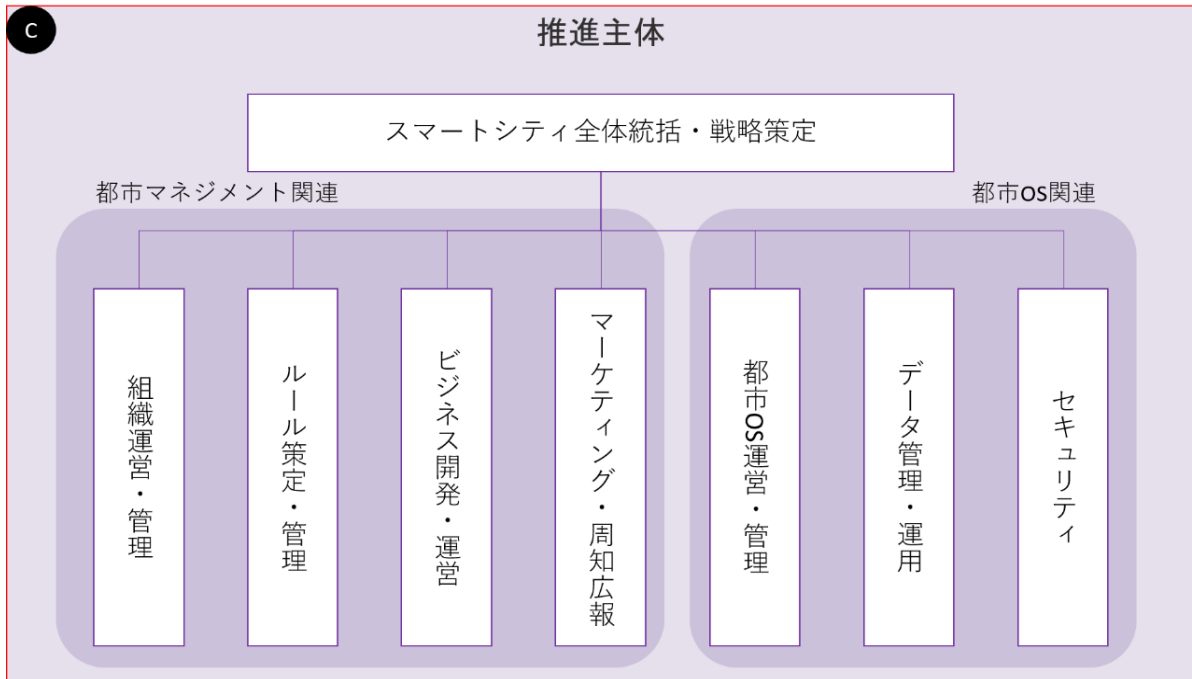 C
推進主体
スマートシティ全体統括・戦略策定
都市マネジメント関連
都市OS関連
組織運営・管理
ルール策定・管理
ビジネス開発・運営
マーケティング・周知広報
都市OS運営・管理
データ管理・運用
セキュリティ